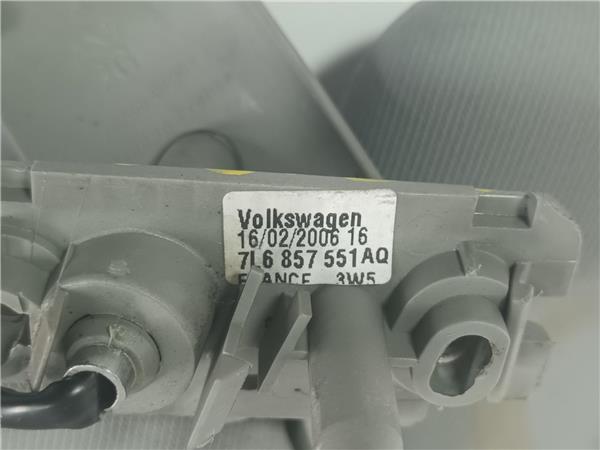 Volkswagen
16/02/2006 16
7L6 857 551AQ
FRANCE 3W5